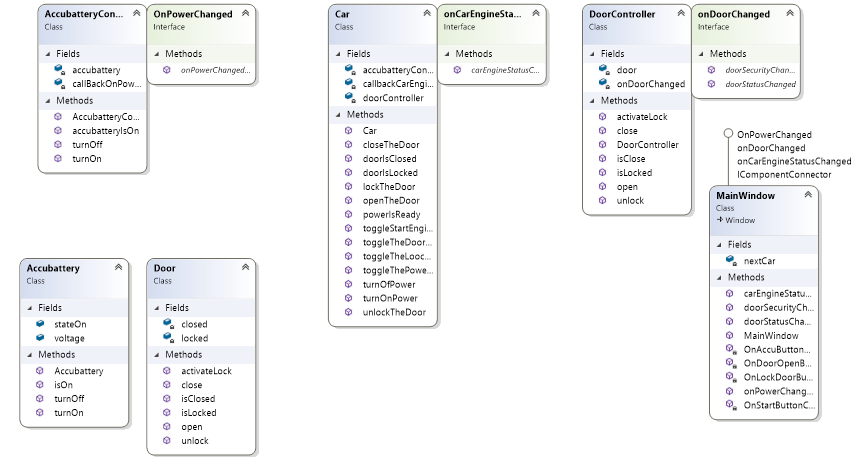 AccubatteryCon...
Class
Fields
accubattery
callBackOnPow...
Methods
AccubatteryCo...
accubatteryIsOn
turnOff
turnOn
OnPowerChanged
Interface
Methods
onPowerChanged...
Car
Class
Fields
accubatteryCon...
callbackCarEngi...
doorController
Methods
Car
closeTheDoor
doorIsClosed
doorIsLocked
lockTheDoor
openTheDoor
powerIsReady
toggleStartEngi...
toggleTheDoor...
toggleTheLooc...
toggleThePowe...
turnOfPower
turnOnPower
unlockTheDoor
onCarEngineSta...
Interface
Methods
carEngineStatusC...
DoorController
Class
Fields
door
onDoorChanged
Methods
activateLock
close
DoorController
isClose
isLocked
open
unlock
onDoorChanged
Interface
Methods
doorSecurityChan...
doorStatusChanged
OnPowerChanged
onDoorChanged
onCarEngineStatusChanged
IComponentConnector
MainWindow
Class
Window
Fields
nextCar
Methods
carEngineStatu...
doorSecurityCh...
doorStatusCha...
MainWindow
OnAccuButton...
OnDoorOpenB...
OnLockDoorBu...
onPowerChang...
OnStartButtonC...
Accubattery
Class
Fields
stateOn
voltage
Methods
Accubattery
isOn
turnOff
turnOn
Door
Class
Fields
closed
locked
Methods
activateLock
close
isClosed
isLocked
open
unlock